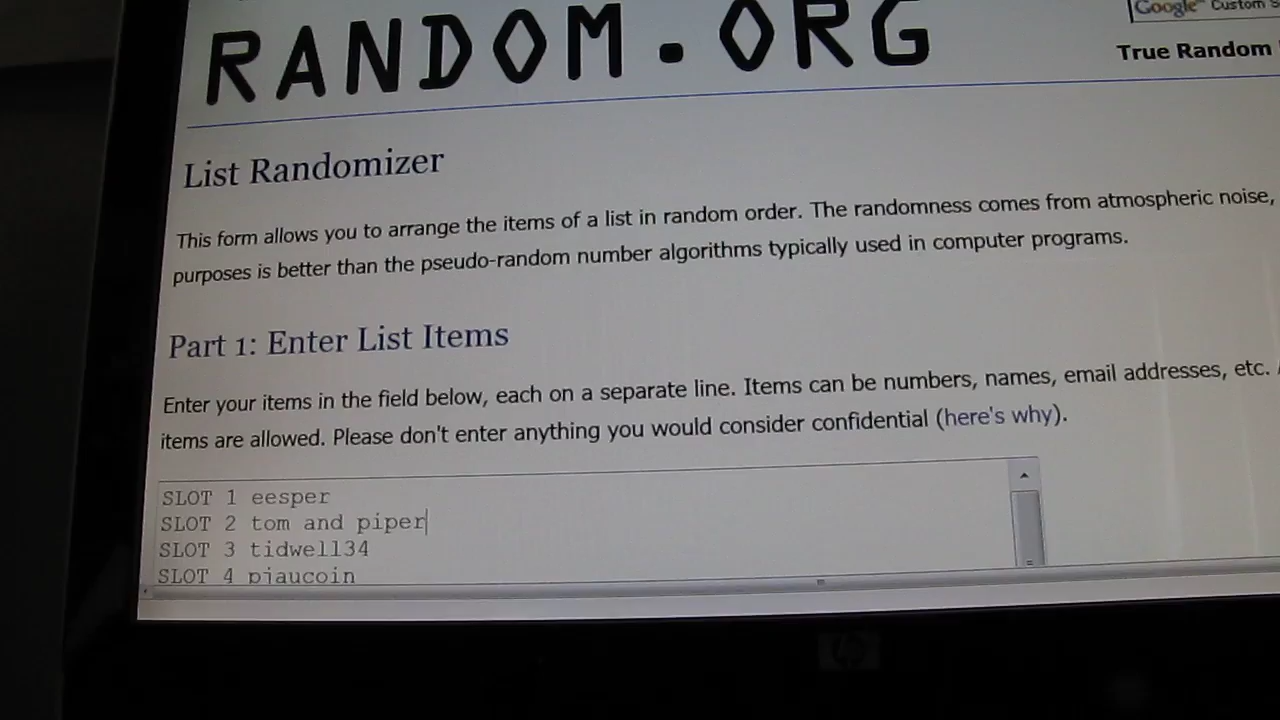 Google™ Custom
RANDOM.ORG
True Random
List Randomizer
This form allows you to arrange the items of a list in random order. The randomness comes from atmospheric noise,
purposes is better than the pseudo-random number algorithms typically used in computer programs.
Part 1: Enter List Items
Enter your items in the field below, each on a separate line. Items can be numbers, names, email addresses, etc.
items are allowed. Please don't enter anything you would consider confidential (here's why).
SLOT 1 eesper
SLOT 2 tom and piper
SLOT 3 tidwell34
SLOT 4 pjaucoin
hp